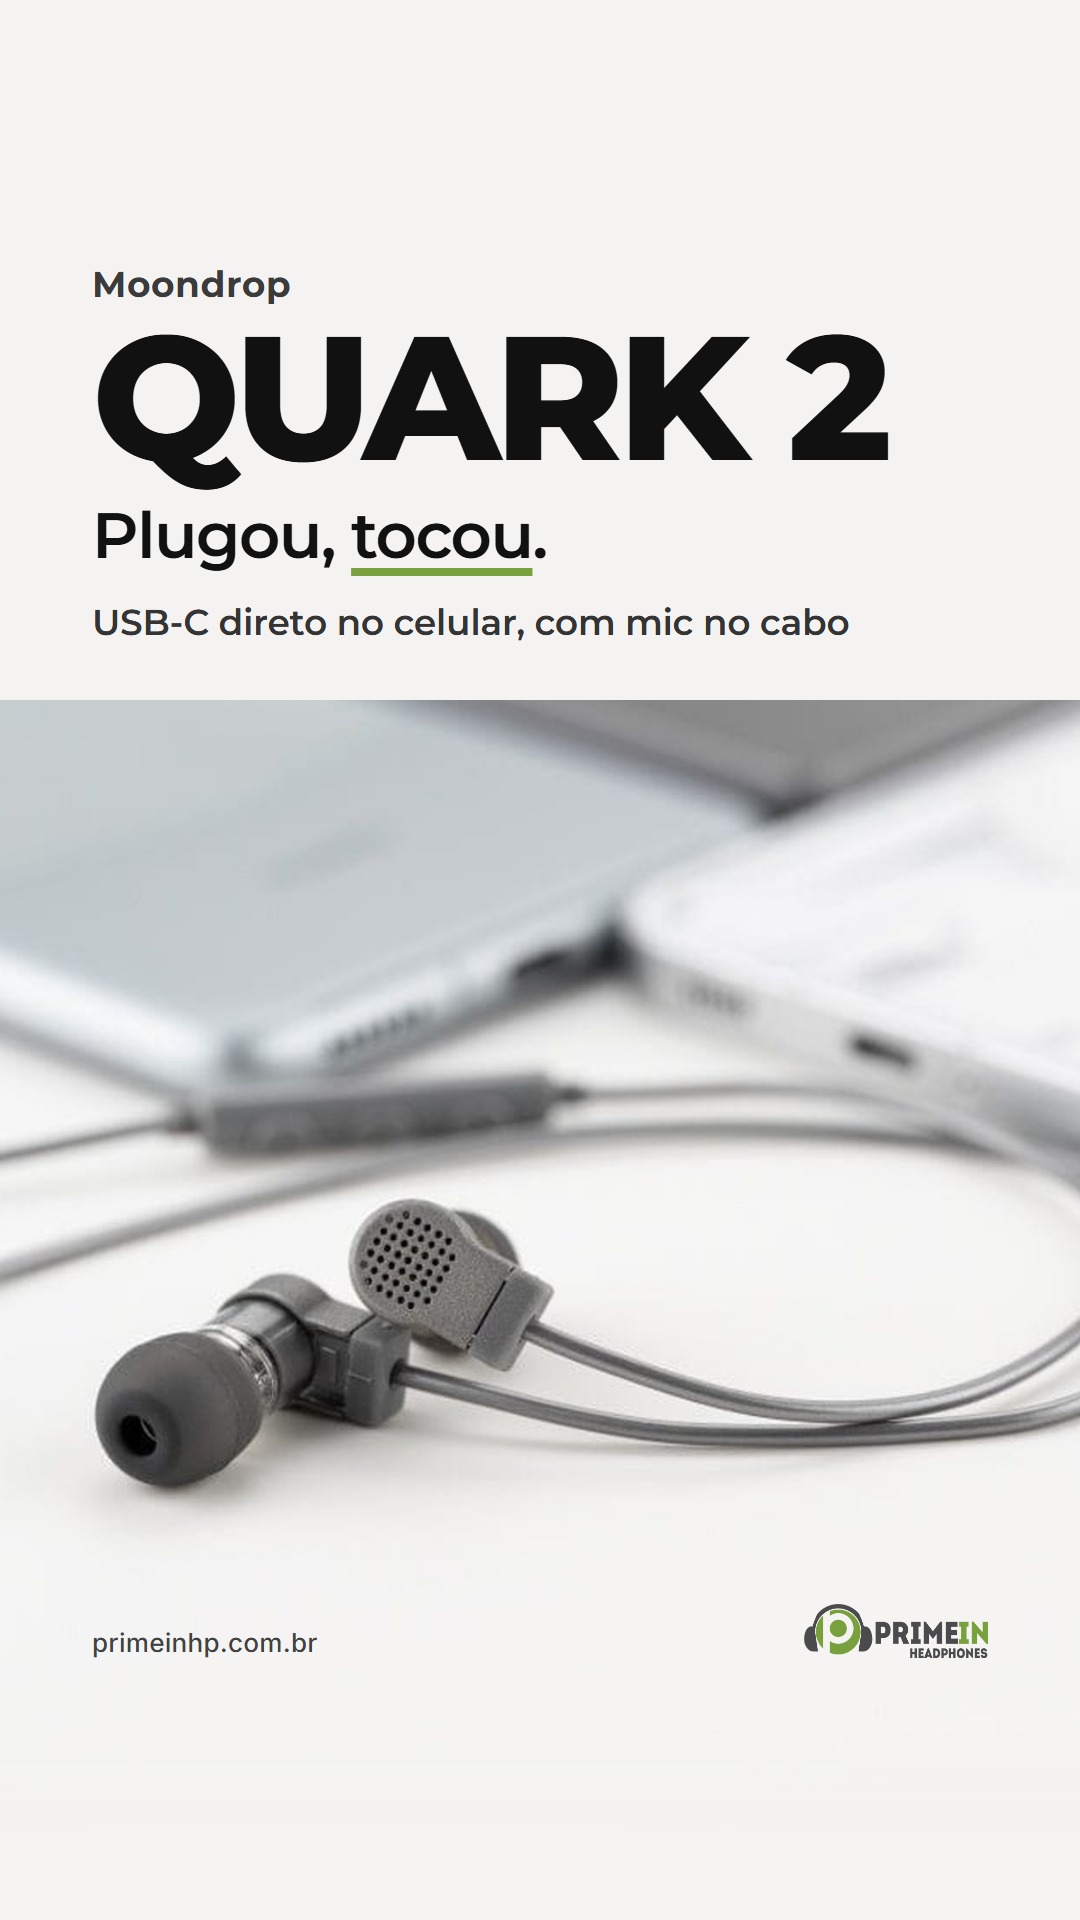 Moondrop
QUARK 2
Plugou, tocou.
USB-C direto no celular, com mic no cabo
primeinhp.com.br
PRIMEIN
HEADPHONES